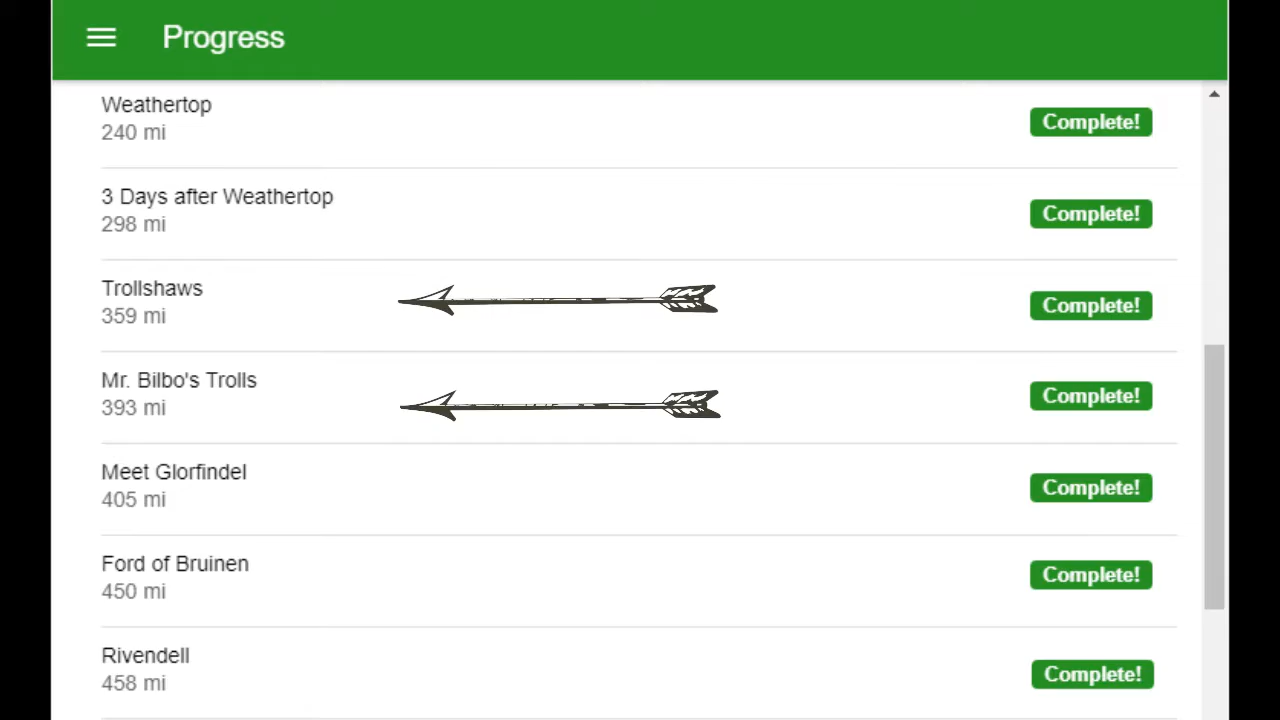 Progress
Weathertop
240 mi
Complete!
3 Days after Weathertop
298 mi
Complete!
Trollshaws
359 mi
Complete!
Mr. Bilbo's Trolls
393 mi
Complete!
Meet Glorfindel
405 mi
Complete!
Ford of Bruinen
450 mi
Complete!
Rivendell
458 mi
Complete!